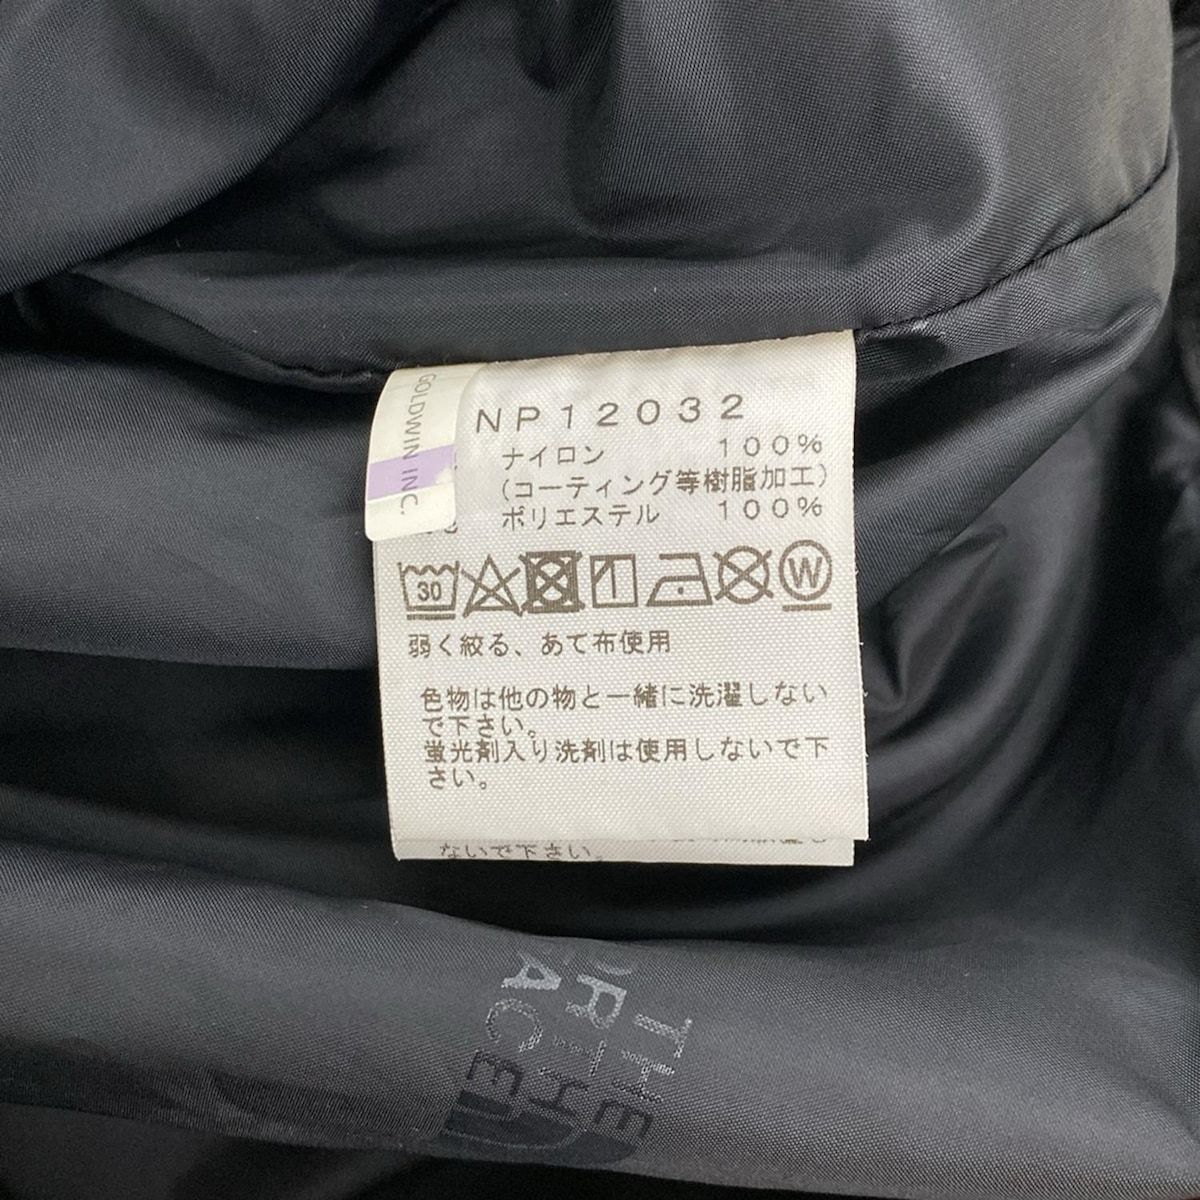 GOLDWIN INC.
NP12032
ナイロン 100%
(コーティング等樹脂加工)
ポリエステル 100%
30
W
弱く絞る、あて布使用
色物は他の物と一緒に洗濯しない
で下さい。
蛍光剤入り洗剤は使用しないで下
さい。
ないで下さい。
THE
NORTH
FACE